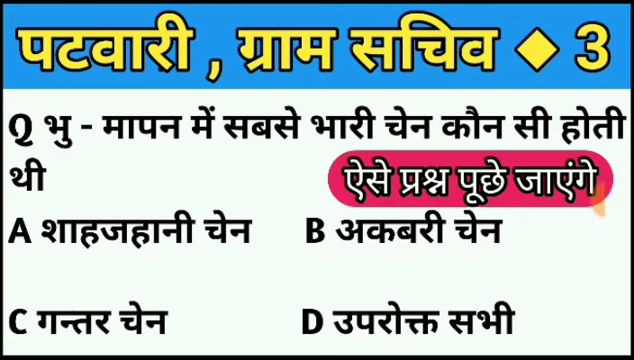 पटवारी , ग्राम सचिव ◆ 3
Q भु - मापन में सबसे भारी चेन कौन सी होती
थी
ऐसे प्रश्न पूछे जाएंगे
A शाहजहानी चेन B अकबरी चेन
C गन्तर चेन D उपरोक्त सभी